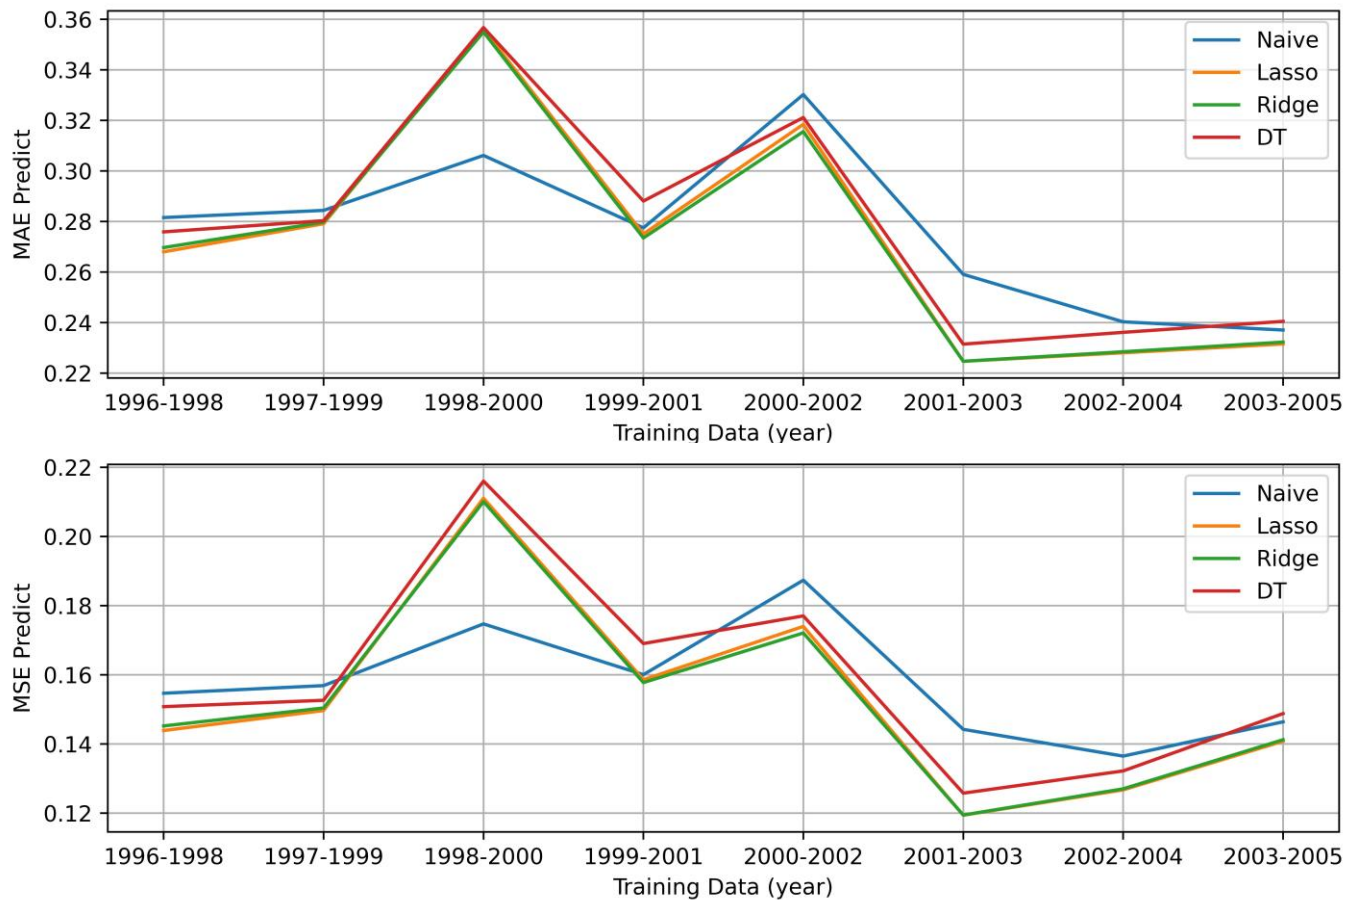 0.36
0.34
0.32
0.30
0.28
0.26
0.24
0.22
MAE Predict
Naive
Lasso
Ridge
DT
1996-1998 1997-1999 1998-2000 1999-2001 2000-2002 2001-2003 2002-2004 2003-2005
Training Data (year)
0.22
0.20
0.18
0.16
0.14
0.12
MSE Predict
Naive
Lasso
Ridge
DT
1996-1998 1997-1999 1998-2000 1999-2001 2000-2002 2001-2003 2002-2004 2003-2005
Training Data (year)